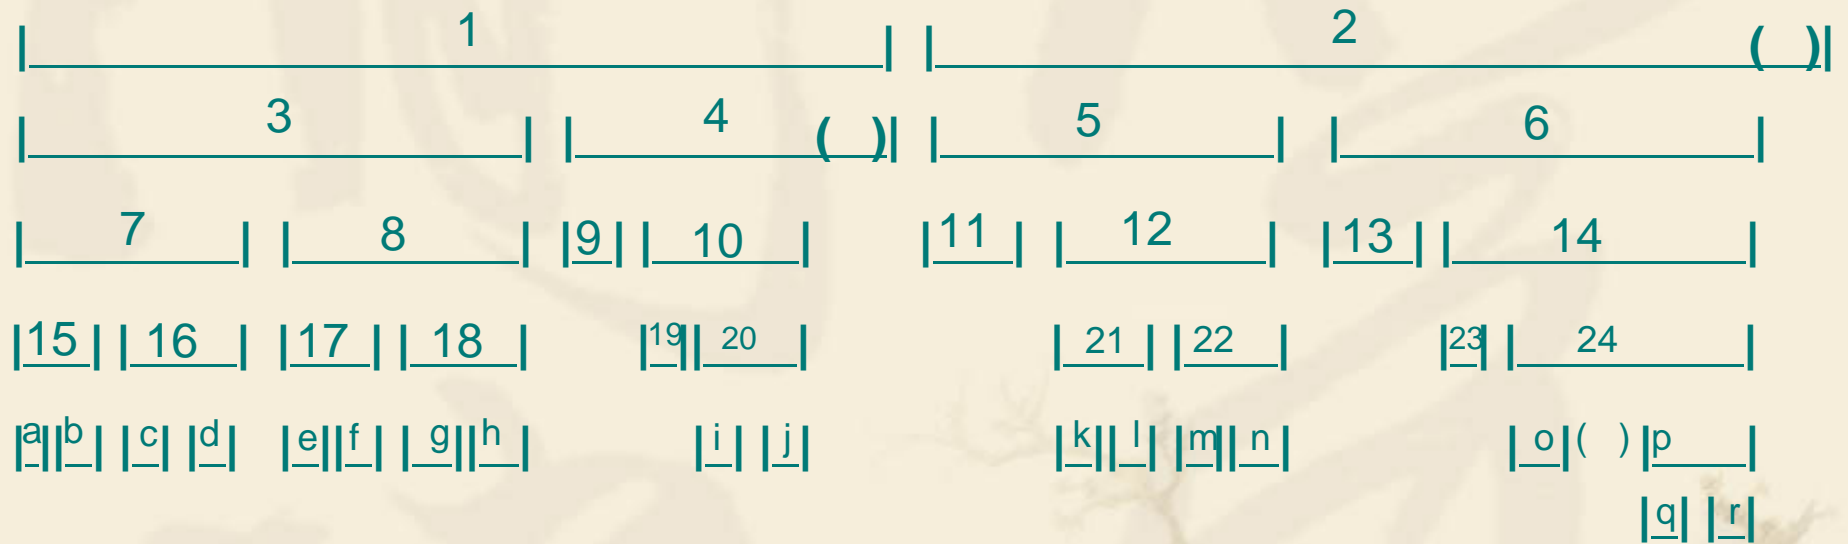 1 2 ( )
3 4 ( ) 5 6
7 8 9 10 11 12 13 14
15 16 17 18 19 20 21 22 23 24
a b c d e f g h i j k l m n o ( ) p
q r